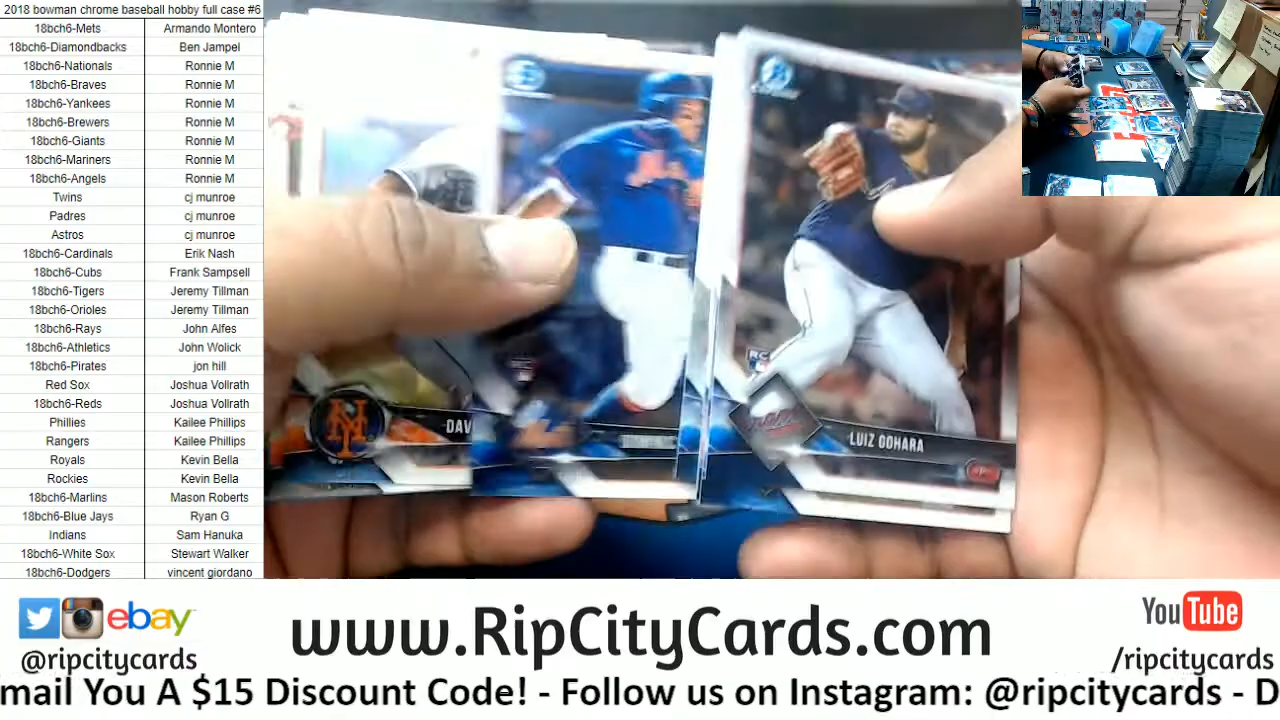 2018 bowman chrome baseball hobby full case #6
18bch6-Mets Armando Montero
18bch6-Diamondbacks Ben Jampel
18bch6-Nationals Ronnie M
18bch6-Braves Ronnie M
18bch6-Yankees Ronnie M
18bch6-Brewers Ronnie M
18bch6-Giants Ronnie M
18bch6-Mariners Ronnie M
18bch6-Angels Ronnie M
Twins cj munroe
Padres cj munroe
Astros cj munroe
18bch6-Cardinals Erik Nash
18bch6-Cubs Frank Sampsell
18bch6-Tigers Jeremy Tillman
18bch6-Orioles Jeremy Tillman
18bch6-Rays John Alfes
18bch6-Athletics John Wolick
18bch6-Pirates jon hill
Red Sox Joshua Vollrath
18bch6-Reds Joshua Vollrath
Phillies Kailee Phillips
Rangers Kailee Phillips
Royals Kevin Bella
Rockies Kevin Bella
18bch6-Marlins Mason Roberts
18bch6-Blue Jays Ryan G
Indians Sam Hanuka
18bch6-White Sox Stewart Walker
18bch6-Dodgers vincent giordano
NY
DAV
LUIZ GOHARA
RC
ebay
@ripcitycards
www.RipCityCards.com
YouTube
/ripcitycards
mail You A $15 Discount Code! - Follow us on Instagram: @ripcitycards - D